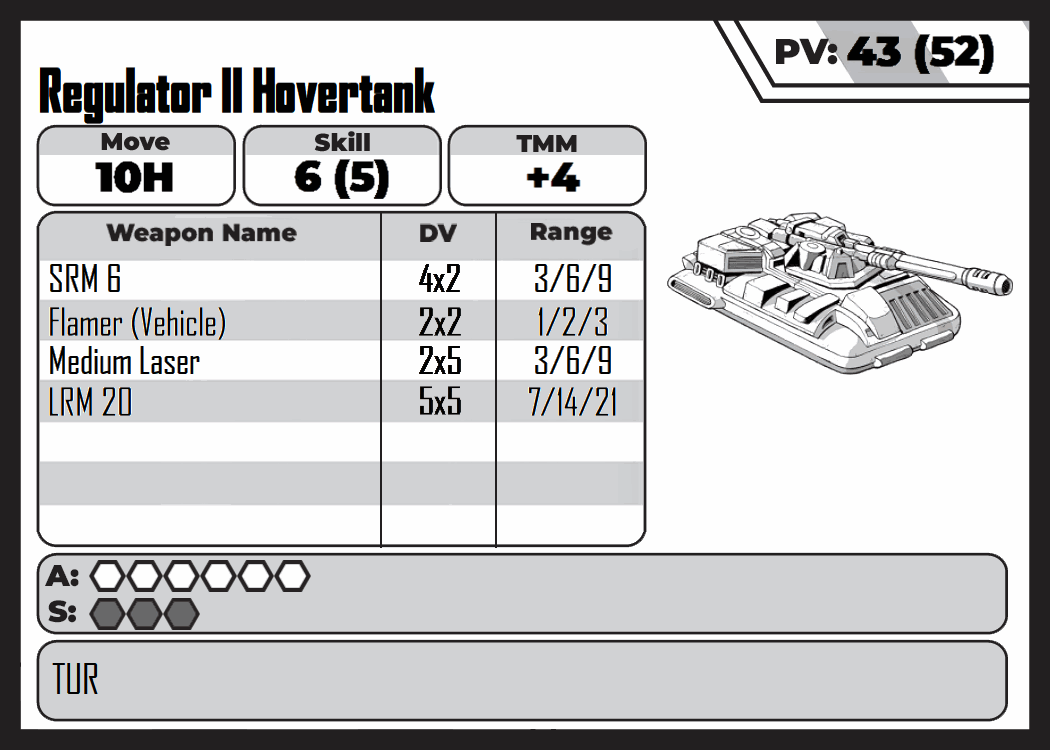 PV: 43 (52)
Regulator II Hovertank
Move Skill TMM
10H 6 (5) +4
Weapon Name DV Range
SRM 6 4x2 3/6/9
Flamer (Vehicle) 2x2 1/2/3
Medium Laser 2x5 3/6/9
LRM 20 5x5 7/14/21
A:
S:
TUR